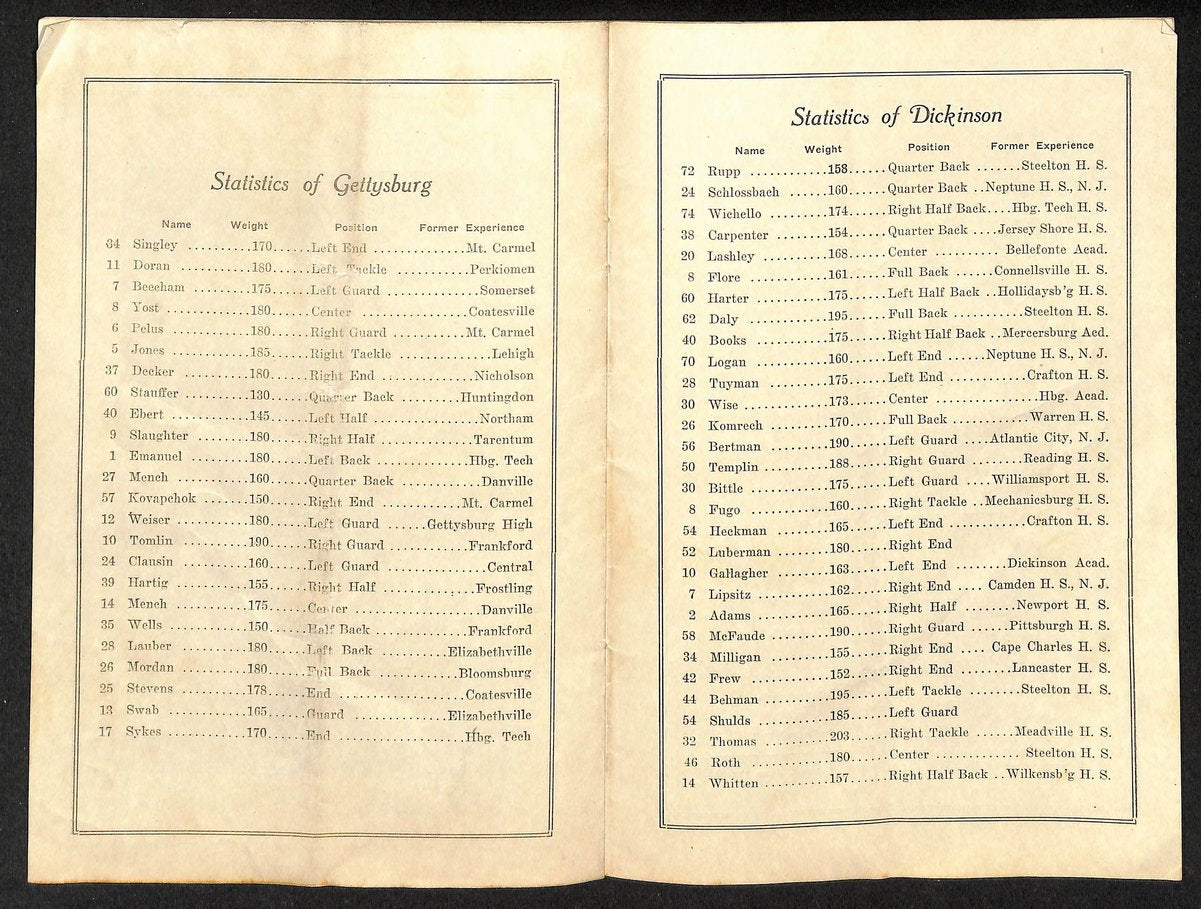 Statistics of Gettysburg
Name Weight Position Former Experience
34 Singley ..........170......Left End .............Mt. Carmel
11 Doran ..........180......Left Tackle ..........Perkiomen
7 Beecham ........175......Left Guard .............Somerset
8 Yost ............180......Center ................Coatesville
6 Pelus ...........180......Right Guard ...........Mt. Carmel
5 Jones ...........185......Right Tackle .............Lehigh
37 Decker ..........180......Right End .............Nicholson
60 Stauffer .........130......Quarter Back ........Huntingdon
40 Ebert ...........145......Left Half ...............Northam
9 Slaughter ........180......Right Half .............Tarentum
1 Emanuel .........180......Left Back .............Hbg. Tech
27 Mench ..........160......Quarter Back ...........Danville
57 Kovapchok .......150......Right End ............Mt. Carmel
12 Weiser ..........180......Left Guard ......Gettysburg High
10 Tomlin ..........190......Right Guard ...........Frankford
24 Clausin ..........160......Left Guard ..............Central
39 Hartig ...........155......Right Half .............Frostling
14 Mench ...........175......Center .................Danville
35 Wells ............150......Half Back .............Frankford
28 Lauber ..........180......Left Back .........Elizabethville
26 Mordan ..........180......Full Back ...........Bloomsburg
25 Stevens ..........178......End ..................Coatesville
13 Swab ...........165......Guard ............Elizabethville
17 Sykes ...........170......End .................Hbg. Tech
Statistics of Dickinson
Name Weight Position Former Experience
72 Rupp ...........158......Quarter Back .......Steelton H. S.
24 Schlossbach ......160......Quarter Back ..Neptune H. S., N. J.
74 Wichello ........174......Right Half Back....Hbg. Tech H. S.
38 Carpenter .......154......Quarter Back ....Jersey Shore H. S.
20 Lashley .........168......Center .......... Bellefonte Acad.
8 Flore ...........161......Full Back ......Connellsville H. S.
60 Harter ..........175......Left Half Back ..Hollidaysb'g H. S.
62 Daly ...........195......Full Back ...........Steelton H. S.
40 Books ..........175......Right Half Back ..Mercersburg Acd.
70 Logan ..........160......Left End ......Neptune H. S., N. J.
28 Tuyman .........175......Left End ...........Crafton H. S.
30 Wise ............173......Center ...............Hbg. Acad.
26 Komrech .........170......Full Back ...........Warren H. S.
56 Bertman .........190......Left Guard ....Atlantic City, N. J.
50 Templin .........188......Right Guard ........Reading H. S.
30 Bittle ...........175......Left Guard ....Williamsport H. S.
8 Fugo ............160......Right Tackle ..Mechanicsburg H. S.
54 Heckman ........165......Left End ...........Crafton H. S.
52 Luberman ........180......Right End
10 Gallagher ........163......Left End ........Dickinson Acad.
7 Lipsitz ..........162......Right End .... Camden H. S., N. J.
2 Adams ..........165......Right Half ........Newport H. S.
58 McFaude .........190......Right Guard ......Pittsburgh H. S.
34 Milligan .........155......Right End .... Cape Charles H. S.
42 Frew ...........152......Right End .........Lancaster H. S.
44 Behman .........195......Left Tackle ........Steelton H. S.
54 Shulds ..........185......Left Guard
32 Thomas .........203......Right Tackle ......Meadville H. S.
46 Roth ...........180......Center ............ Steelton H. S.
14 Whitten .........157......Right Half Back ..Wilkensb'g H. S.